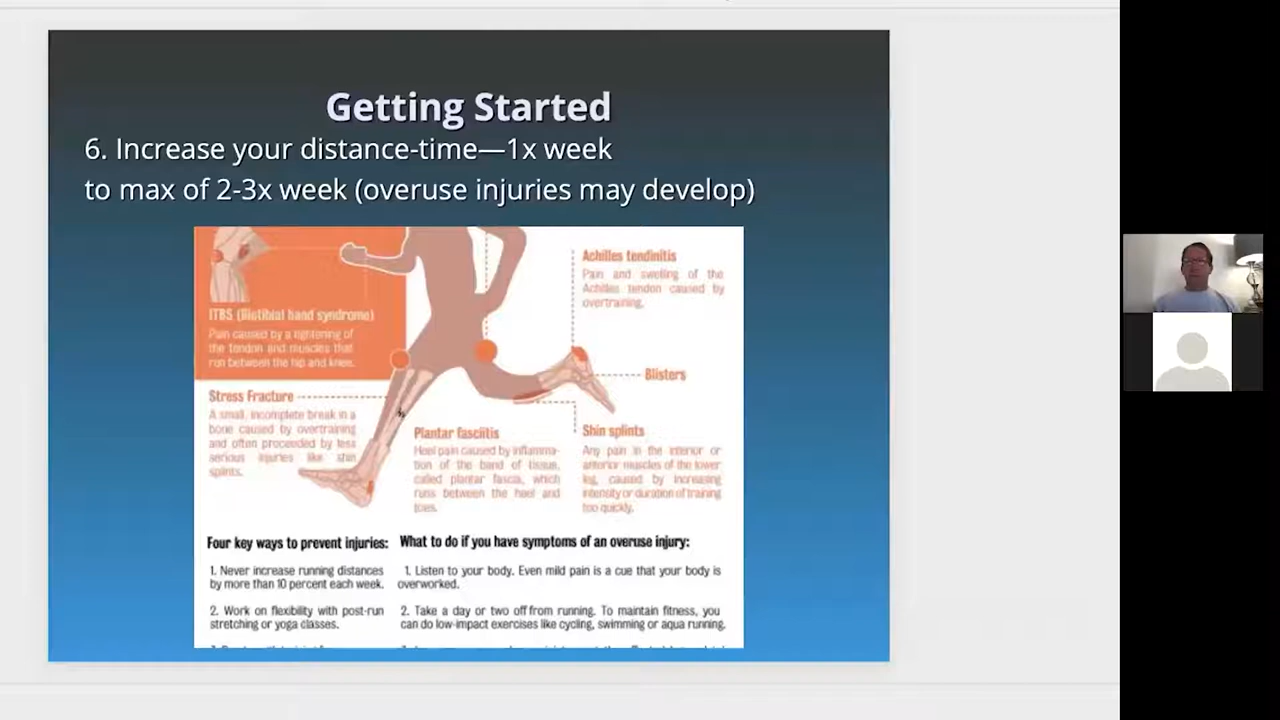 Getting Started
6. Increase your distance-time—1x week
to max of 2-3x week (overuse injuries may develop)
ITBS (Iliotibial band syndrome)
Pain caused by a tightening of
the tendon and muscles that
run between the hip and knee.
Stress Fracture
A small, incomplete break in a
bone caused by overtraining
and often proceeded by less
serious injuries like shin
splints.
Achilles tendinitis
Pain and swelling of the
Achilles tendon caused by
overtraining.
Blisters
Plantar fasciitis
Heel pain caused by inflamma-
tion of the band of tissue,
called plantar fascia, which
runs between the heel and
toes.
Shin splints
Any pain in the interior or
anterior muscles of the lower
leg, caused by increasing
intensity or duration of training
too quickly.
Four key ways to prevent injuries:
1. Never increase running distances
by more than 10 percent each week.
2. Work on flexibility with post-run
stretching or yoga classes.
What to do if you have symptoms of an overuse injury:
1. Listen to your body. Even mild pain is a cue that your body is
overworked.
2. Take a day or two off from running. To maintain fitness, you
can do low-impact exercises like cycling, swimming or aqua running.